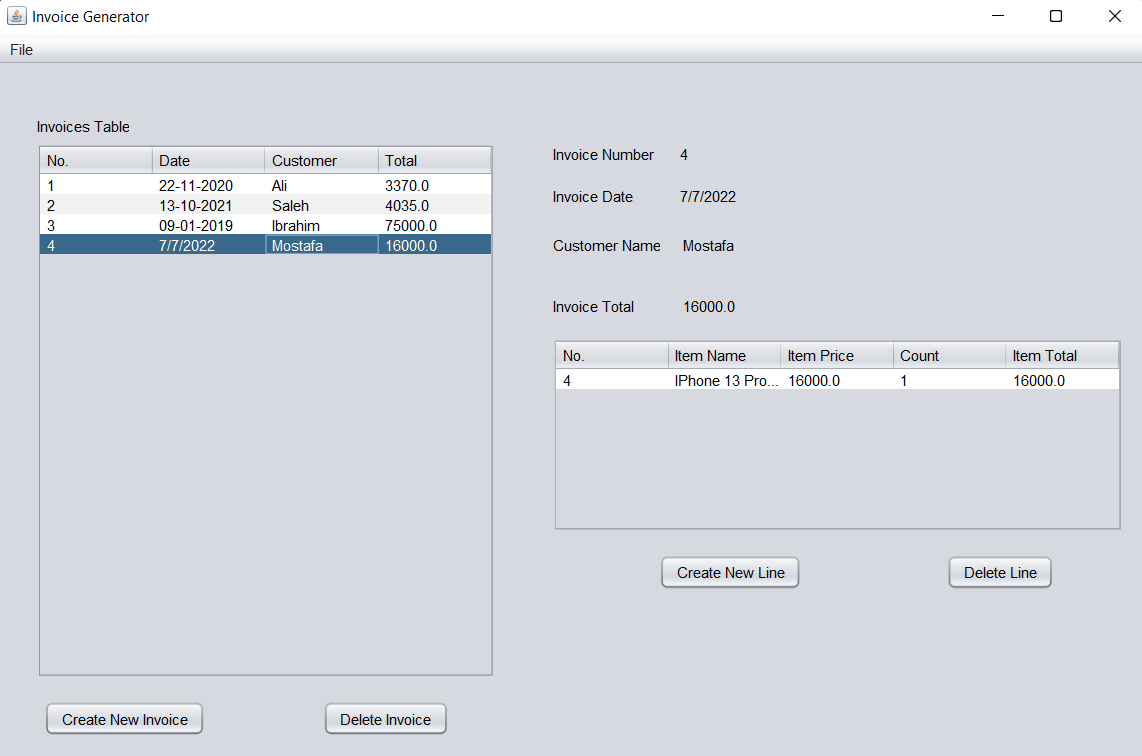 Invoice Generator
File
Invoices Table
No. Date Customer Total
1 22-11-2020 Ali 3370.0
2 13-10-2021 Saleh 4035.0
3 09-01-2019 Ibrahim 75000.0
4 7/7/2022 Mostafa 16000.0
Create New Invoice
Delete Invoice
Invoice Number 4
Invoice Date 7/7/2022
Customer Name Mostafa
Invoice Total 16000.0
No. Item Name Item Price Count Item Total
4 IPhone 13 Pro... 16000.0 1 16000.0
Create New Line
Delete Line